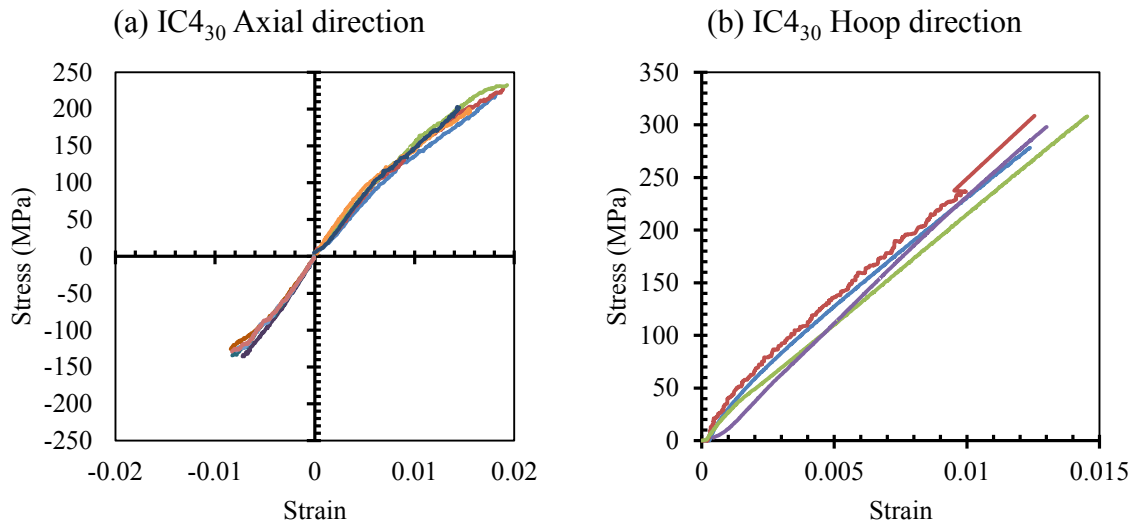 (a) IC4₃₀ Axial direction
250
200
150
100
50
0
-50
-100
-150
-200
-250
-0.02 -0.01 0 0.01 0.02
Stress (MPa)
Strain
(b) IC4₃₀ Hoop direction
350
300
250
200
150
100
50
0
0 0.005 0.01 0.015
Stress (MPa)
Strain